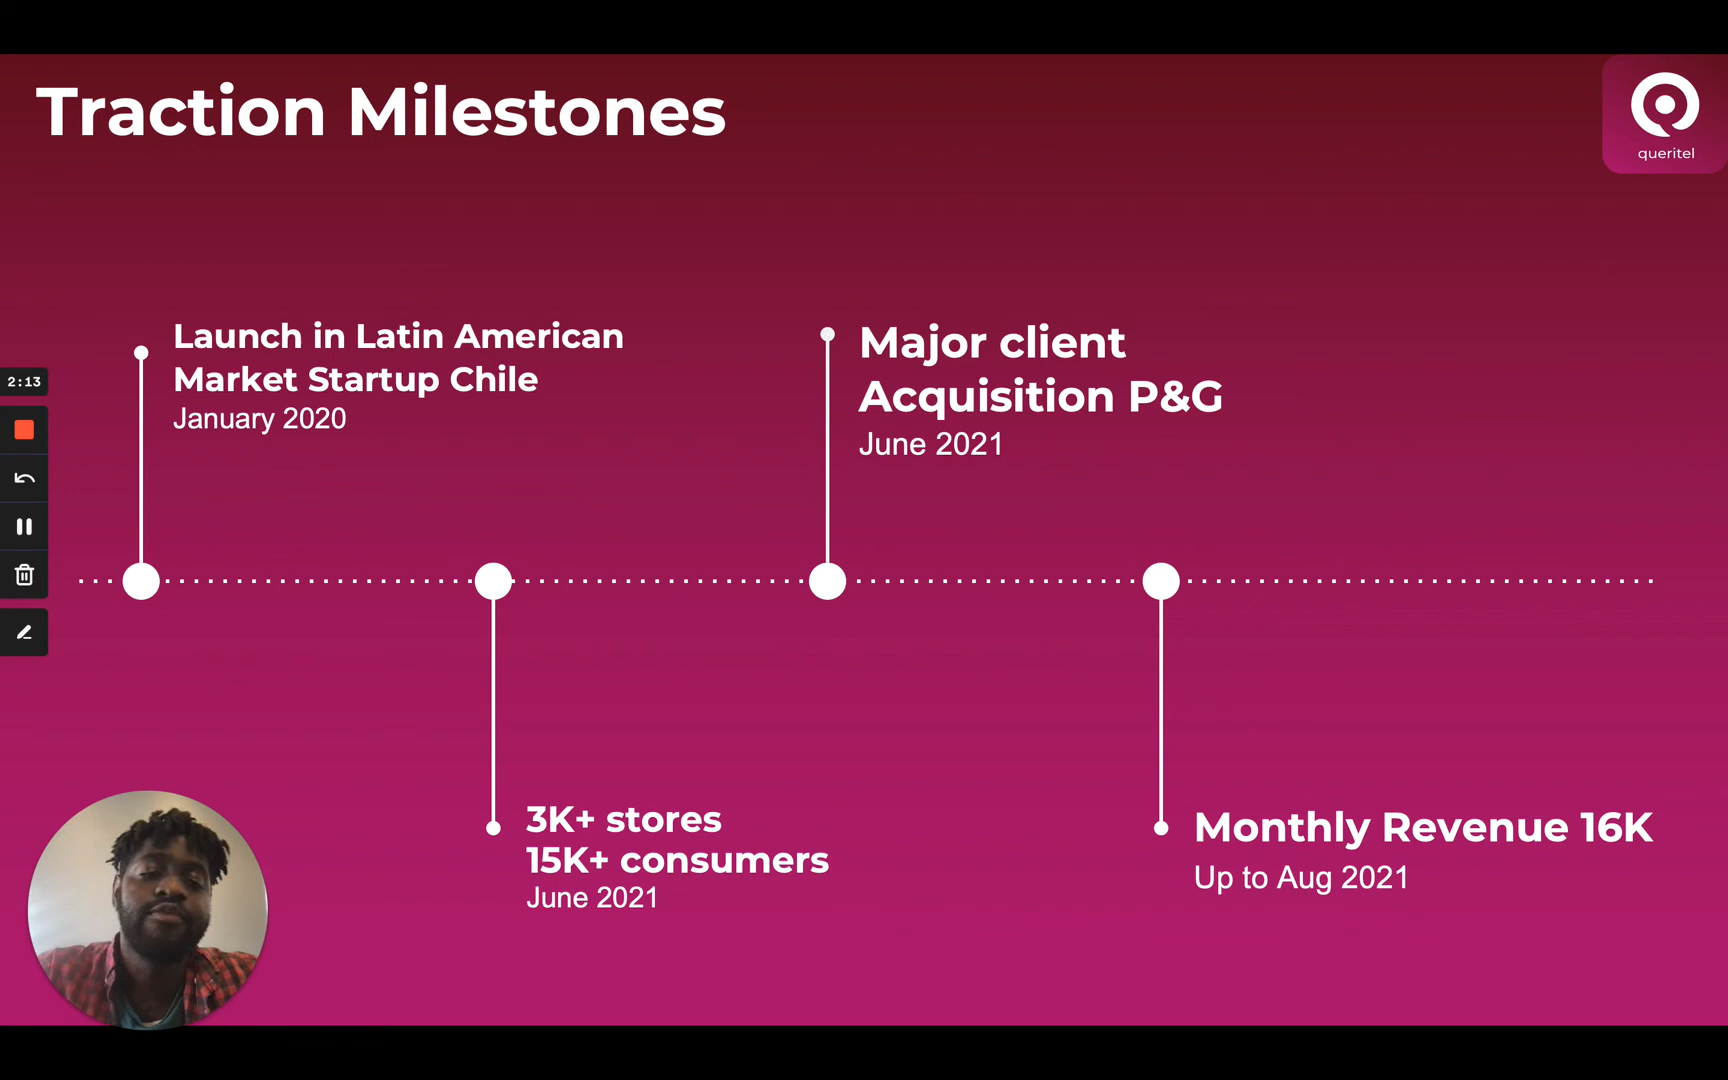 Traction Milestones
queritel
Launch in Latin American
Market Startup Chile
January 2020
Major client
Acquisition P&G
June 2021
2:13
3K+ stores
15K+ consumers
June 2021
Monthly Revenue 16K
Up to Aug 2021